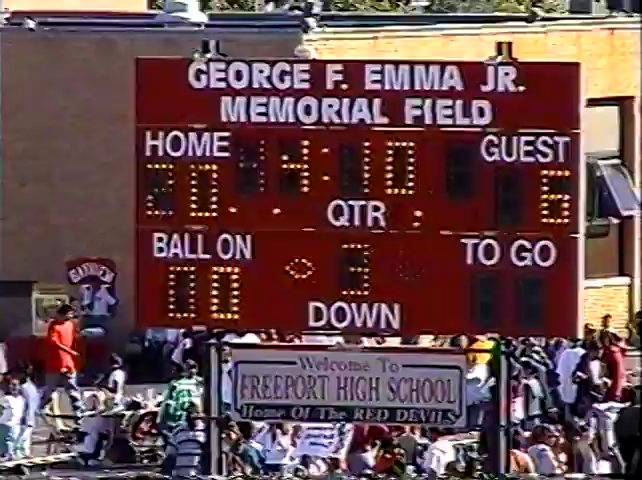 GEORGE F. EMMA JR.
MEMORIAL FIELD
HOME 14:10 GUEST
20 QTR 6
BALL ON 3 TO GO
00 DOWN
Welcome To
FREEPORT HIGH SCHOOL
Home Of The RED DEVILS